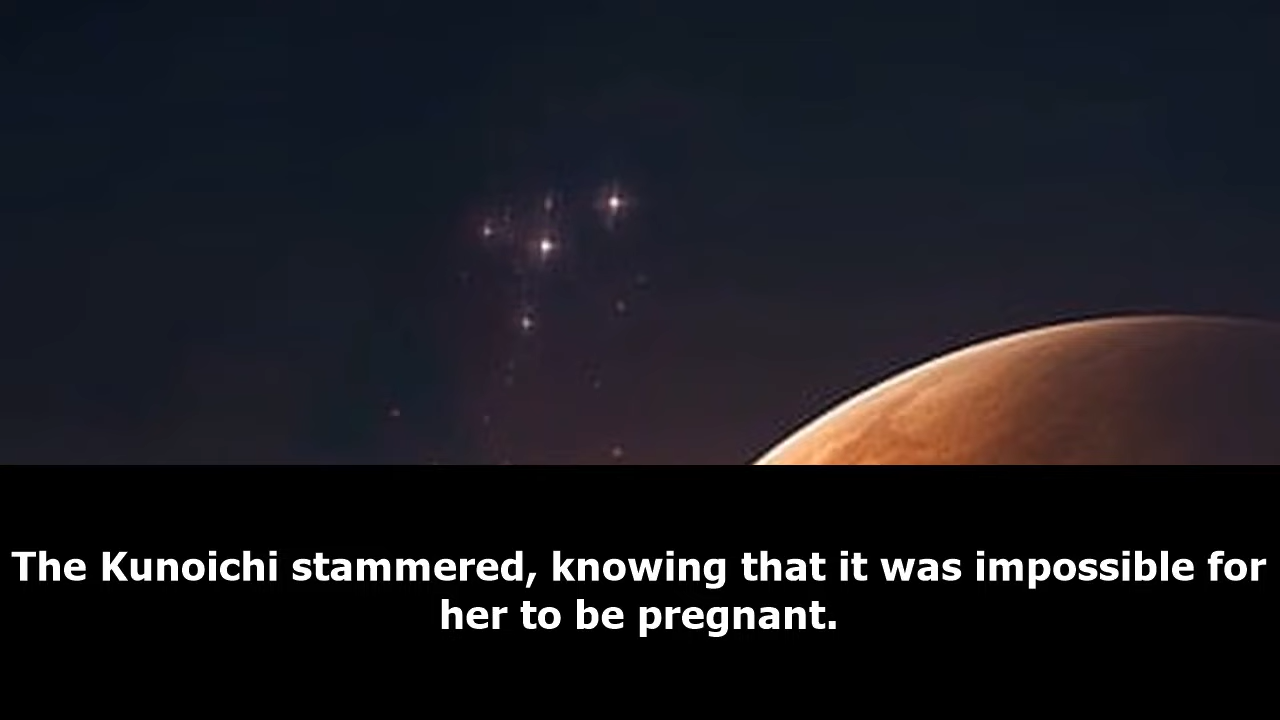 The Kunoichi stammered, knowing that it was impossible for
her to be pregnant.